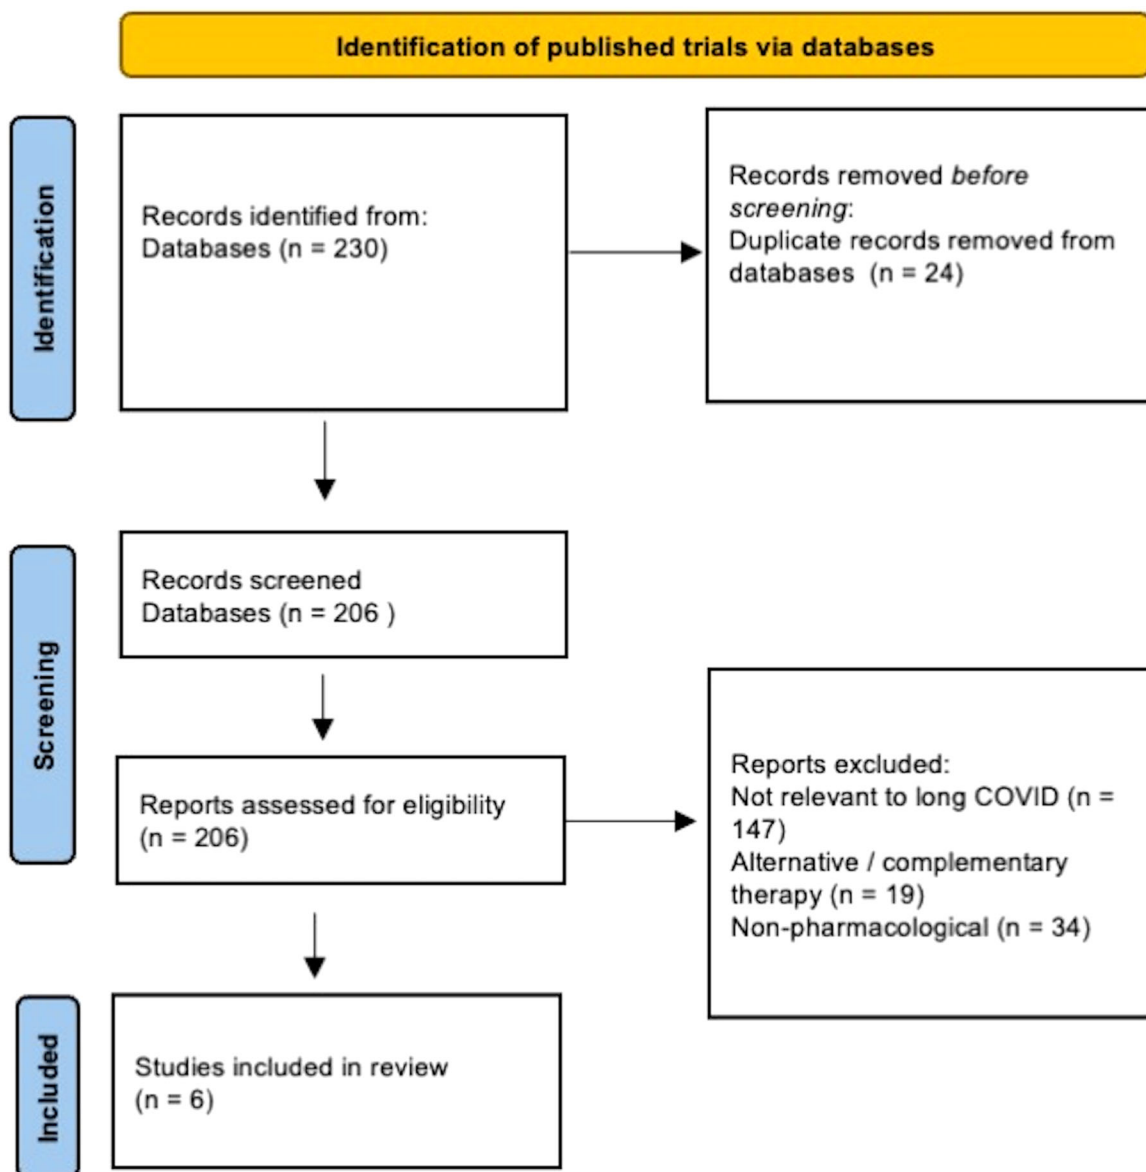 Identification of published trials via databases
Identification
Records identified from:
Databases (n = 230)
Records removed before
screening:
Duplicate records removed from
databases  (n = 24)
Screening
Records screened
Databases (n = 206 )
Reports assessed for eligibility
(n = 206)
Reports excluded:
Not relevant to long COVID (n =
147)
Alternative / complementary
therapy (n = 19)
Non-pharmacological (n = 34)
Included
Studies included in review
(n = 6)